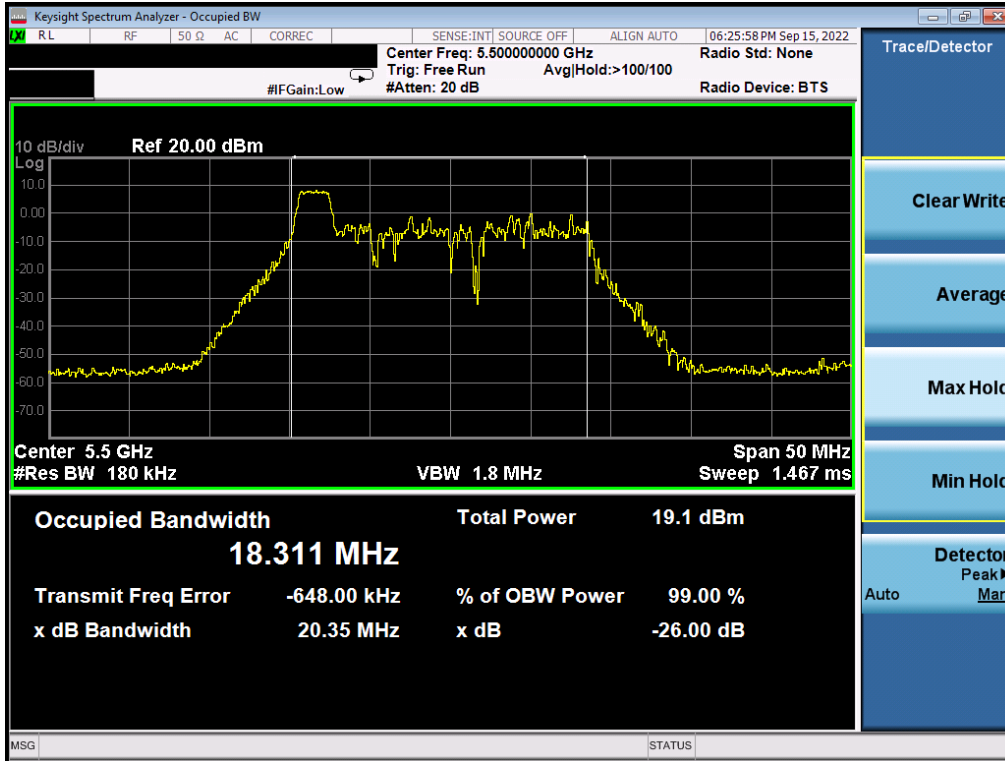 Keysight Spectrum Analyzer - Occupied BW
LXI RL RF 50 Ω AC CORREC SENSE:INT SOURCE OFF ALIGN AUTO 06:25:58 PM Sep 15, 2022
Center Freq: 5.500000000 GHz Radio Std: None
Trig: Free Run Avg|Hold:>100/100
#IFGain:Low #Atten: 20 dB Radio Device: BTS
10 dB/div Ref 20.00 dBm
Log
10.0
0.00
-10.0
-20.0
-30.0
-40.0
-50.0
-60.0
-70.0
Center 5.5 GHz Span 50 MHz
#Res BW 180 kHz VBW 1.8 MHz Sweep 1.467 ms
Occupied Bandwidth Total Power 19.1 dBm
18.311 MHz
Transmit Freq Error -648.00 kHz % of OBW Power 99.00 %
x dB Bandwidth 20.35 MHz x dB -26.00 dB
MSG STATUS
Trace/Detector
Clear Write
Average
Max Hold
Min Hold
Detector
Peak
Auto Man